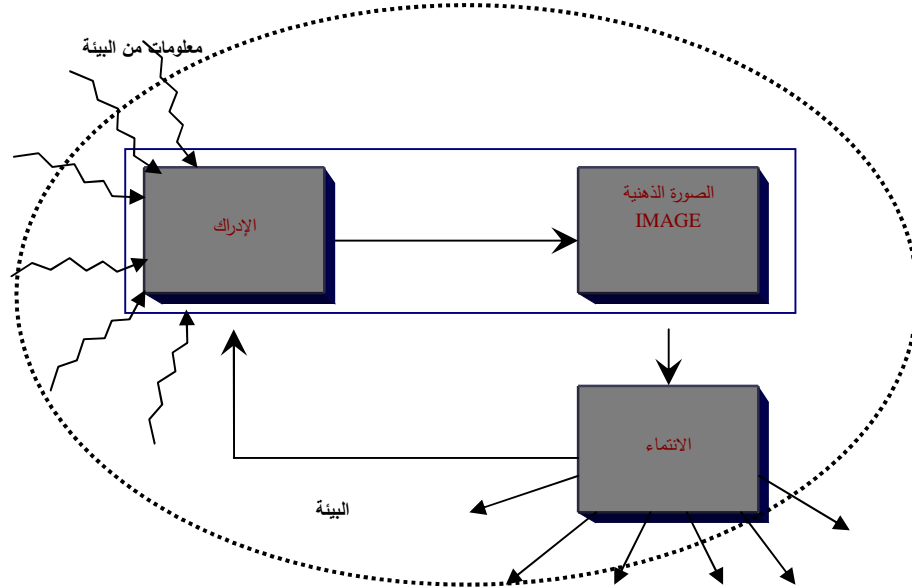 معلومات من البيئة
الصورة الذهنية
IMAGE
الإدراك
الانتماء
البيئة